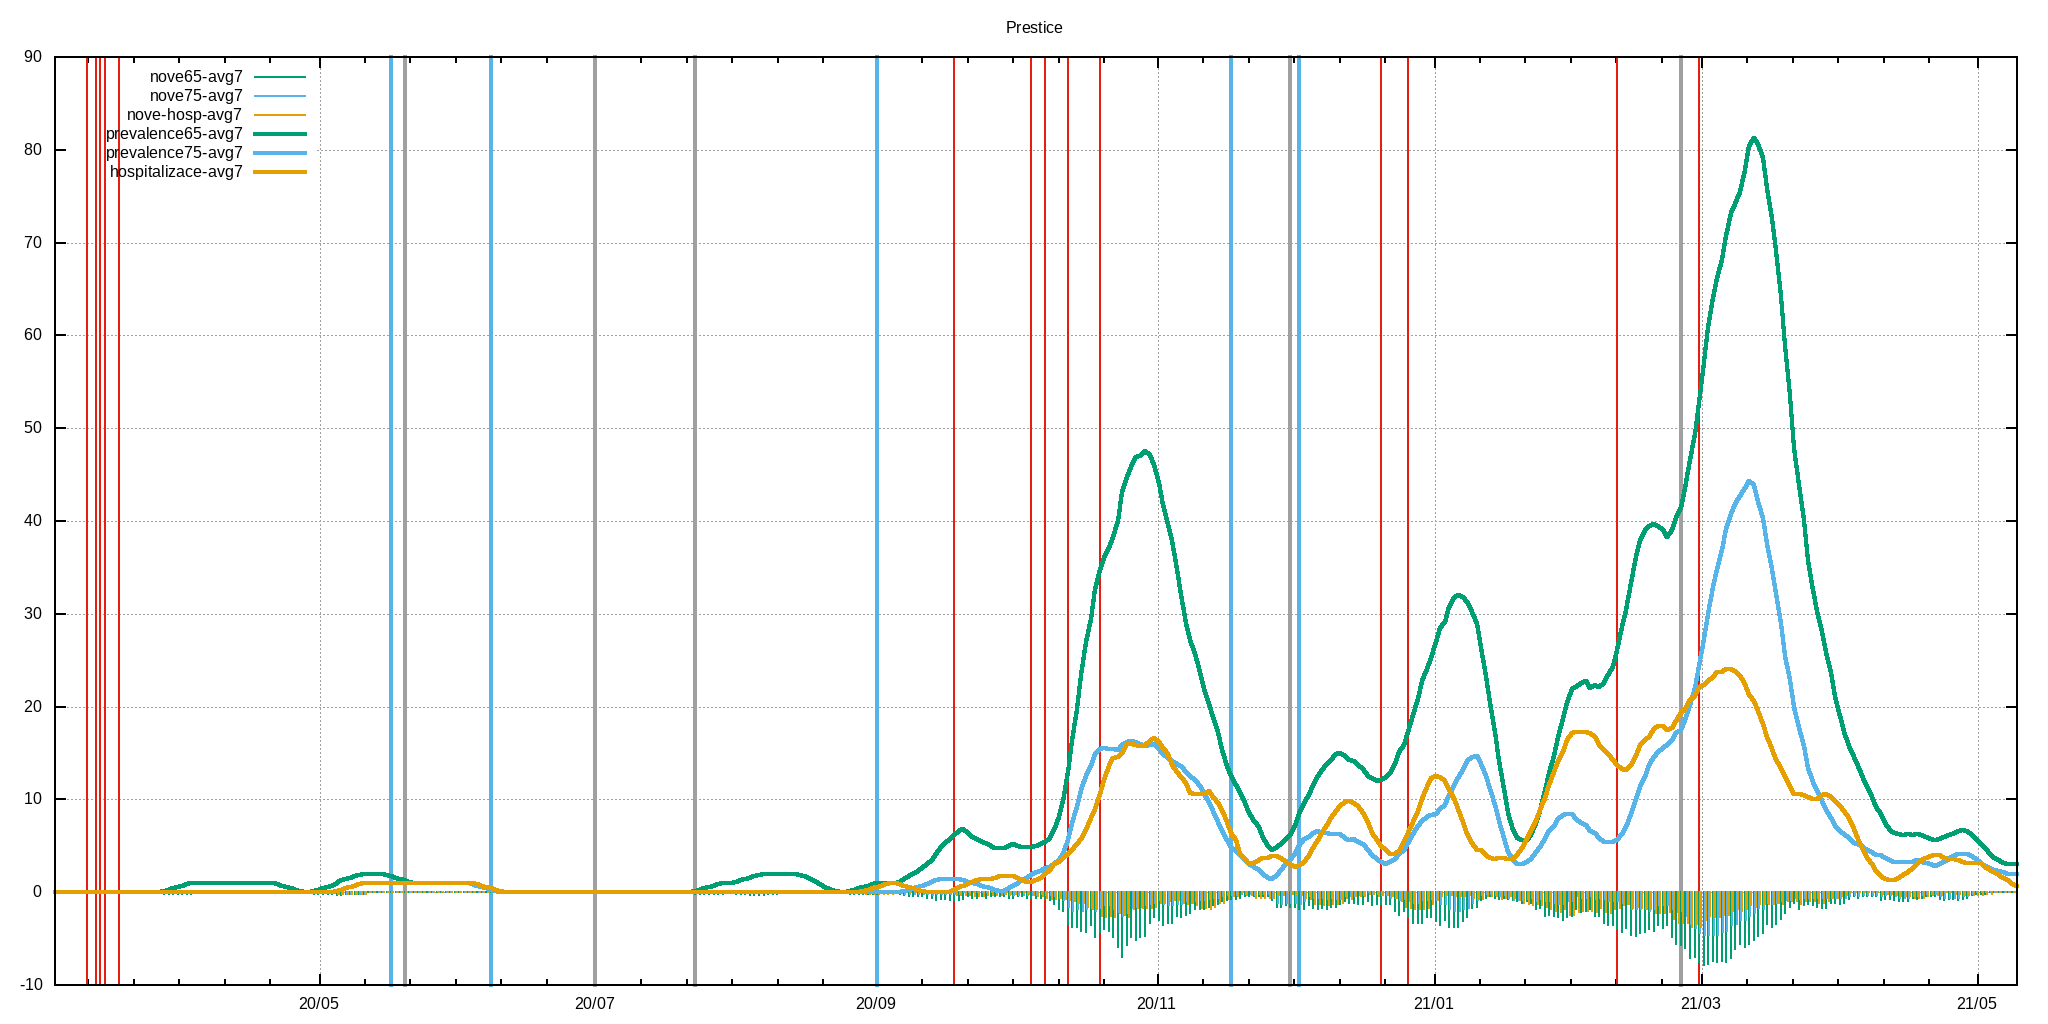 Prestice
90
nove65-avg7
nove75-avg7
nove-hosp-avg7
prevalence65-avg7
prevalence75-avg7
hospitalizace-avg7
80
70
60
50
40
30
20
10
0
-10
20/05 20/07 20/09 20/11 21/01 21/03 21/05